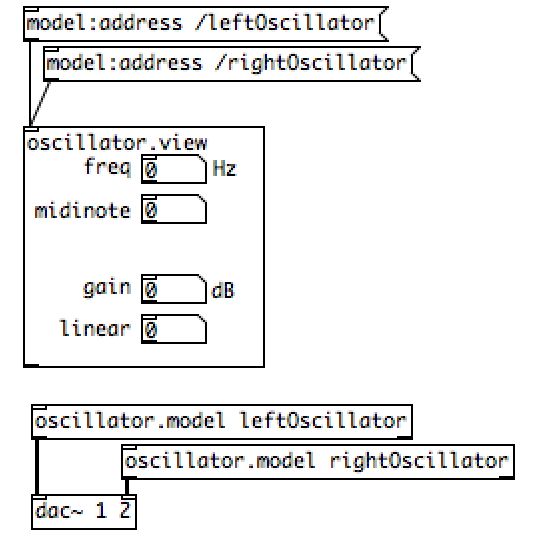 model:address /leftOscillator
model:address /rightOscillator
oscillator.view
freq 0 Hz
midinote 0
gain 0 dB
linear 0
oscillator.model leftOscillator
oscillator.model rightOscillator
dac~ 1 2